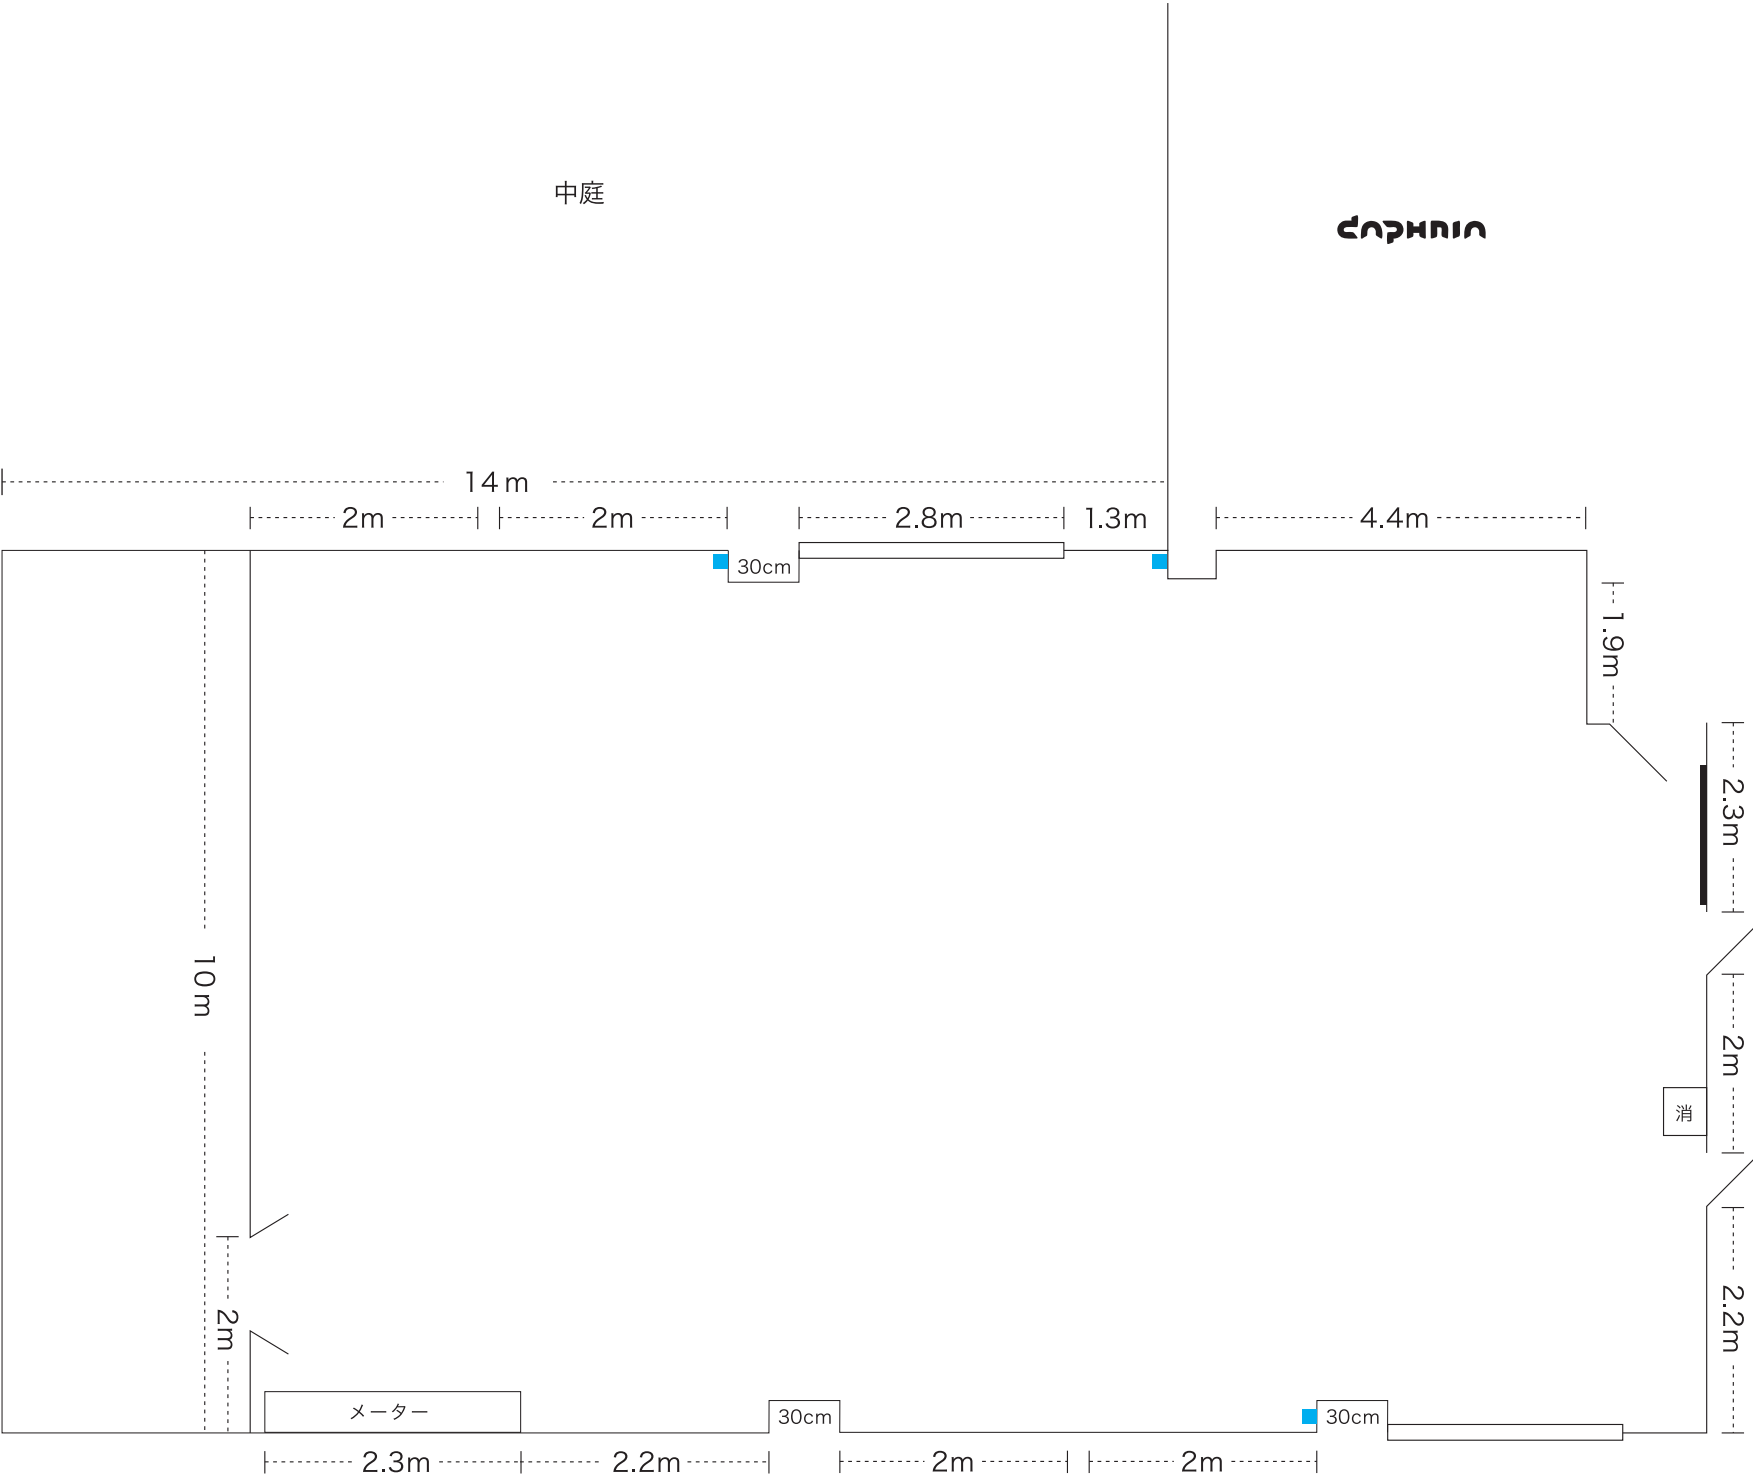 中庭
daphnia
14 m
2m
2m
2.8m
1.3m
4.4m
30cm
1.9m
2.3m
10 m
2m
消
2m
2.2m
メーター
30cm
30cm
2.3m
2.2m
2m
2m